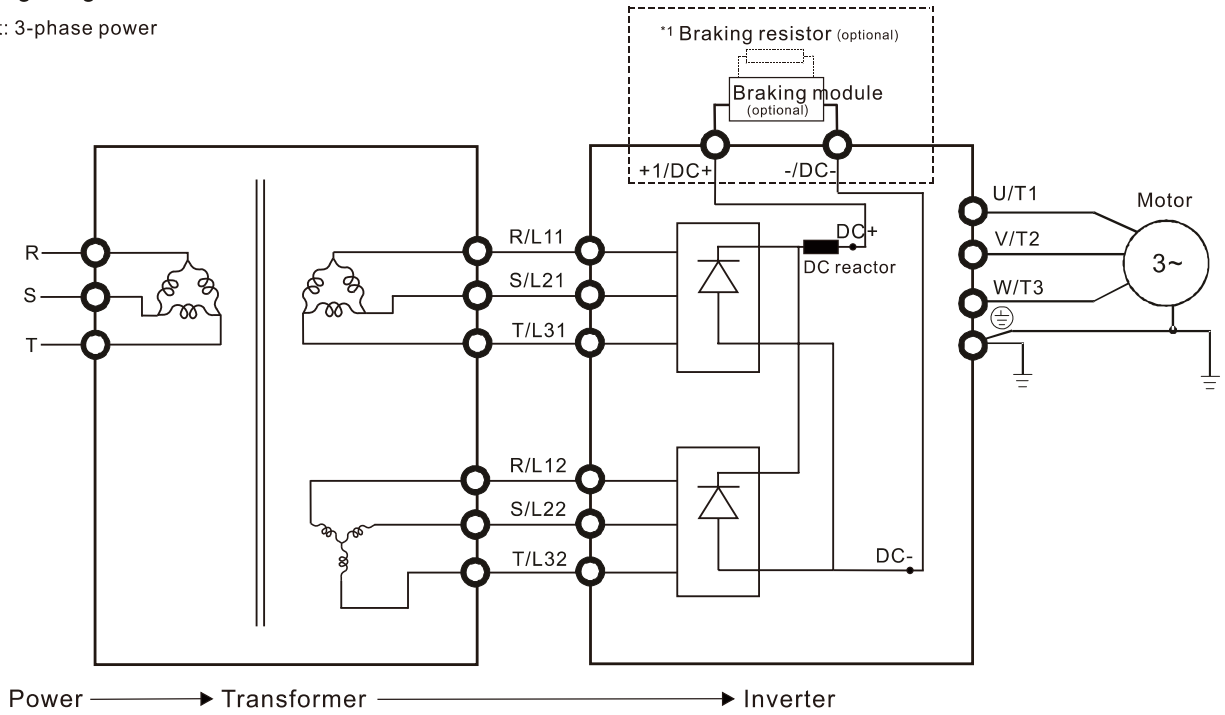 : 3-phase power
*1 Braking resistor (optional)
Braking module
(optional)
+1/DC+
-/DC-
U/T1
Motor
V/T2
3~
W/T3
R
S
T
R/L11
S/L21
T/L31
DC+
DC reactor
R/L12
S/L22
T/L32
DC-
Power
Transformer
Inverter